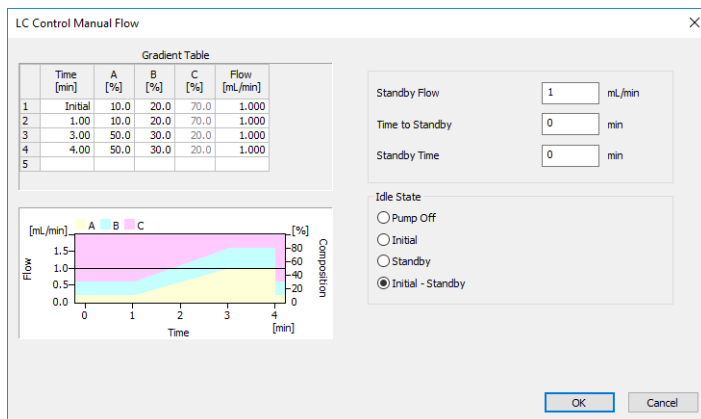 LC Control Manual Flow
Gradient Table
Time [min] A [%] B [%] C [%] Flow [mL/min]
1 Initial 10.0 20.0 70.0 1.000
2 1.00 10.0 20.0 70.0 1.000
3 3.00 50.0 30.0 20.0 1.000
4 4.00 50.0 30.0 20.0 1.000
5
Standby Flow 1 mL/min
Time to Standby 0 min
Standby Time 0 min
Idle State
Pump Off
Initial
Standby
Initial - Standby
[mL/min] A B C [%]
1.5
1.0
0.5
0.0
Flow
80
60
40
20
0
Composition
0 1 2 3 4
Time [min]
OK Cancel